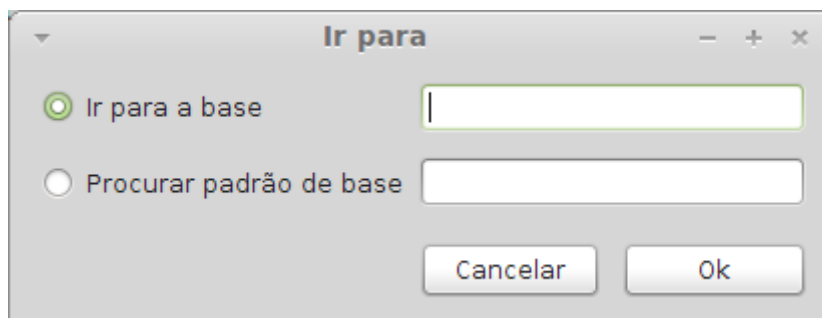 Ir para
Ir para a base
Procurar padrão de base
Cancelar Ok